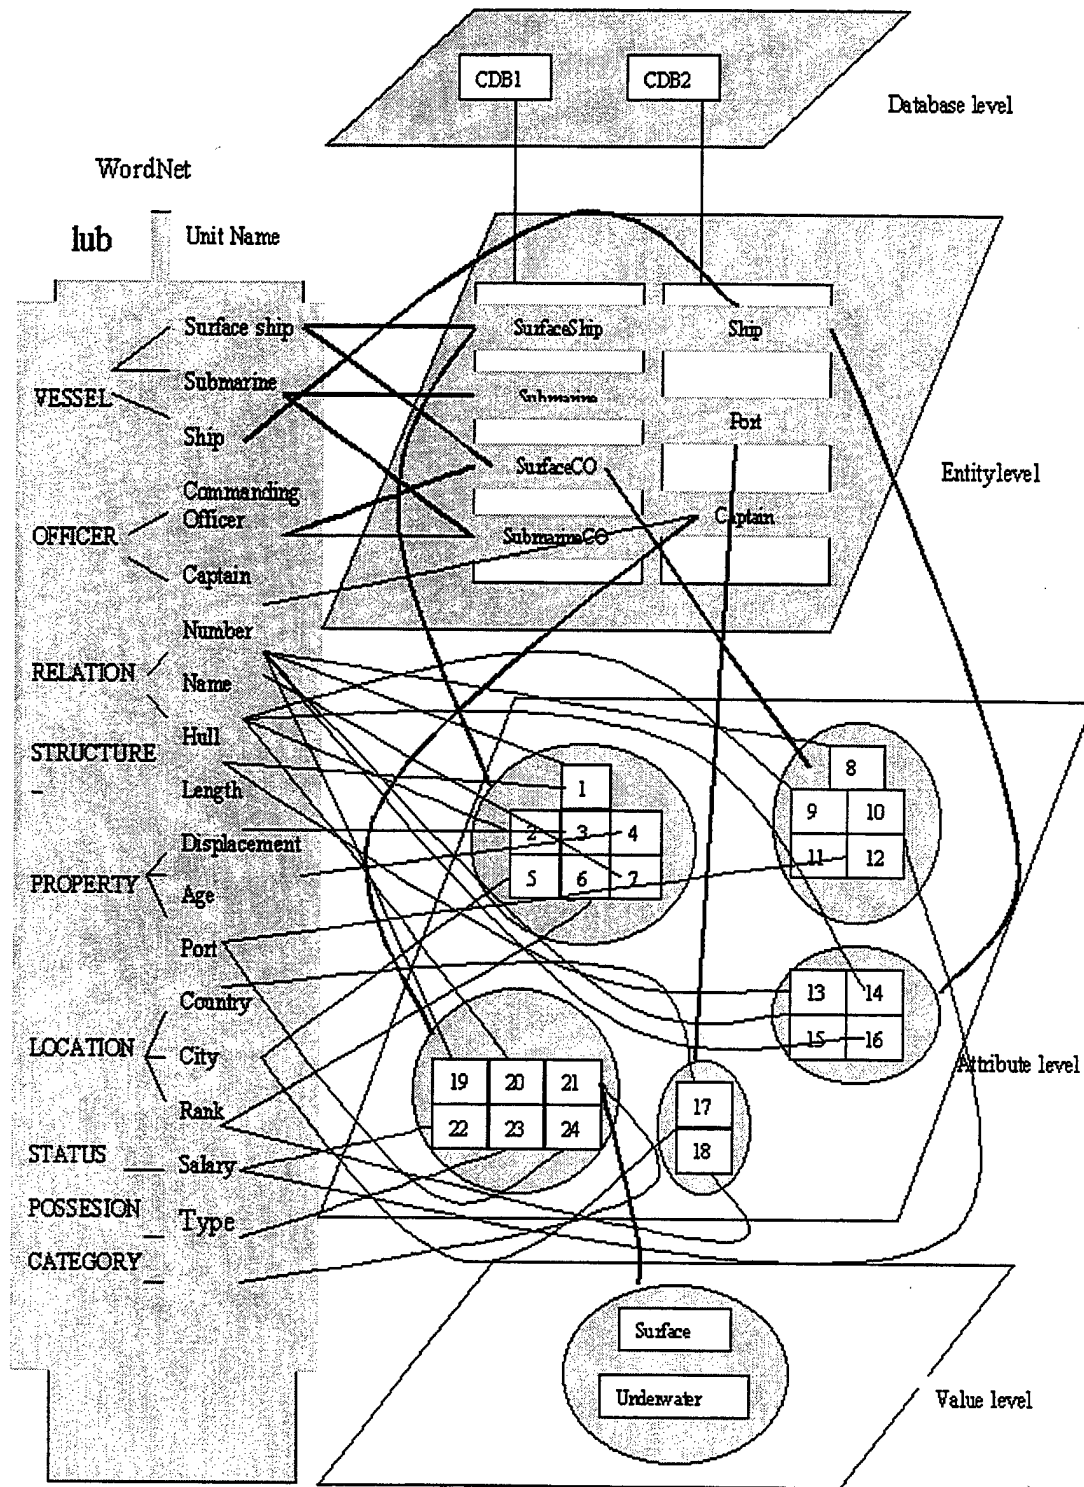 CDB1
CDB2
Database level
WordNet
lub
Unit Name
Surface ship
Submarine
VESSEL
Ship
Commanding
Officer
OFFICER
Captain
Number
RELATION
Name
Hull
STRUCTURE
Length
Displacement
PROPERTY
Age
Port
Country
LOCATION
City
Rank
STATUS
Salary
POSSESION
Type
CATEGORY
SurfaceShip
Ship
Submarine
Port
SurfaceCO
Entitylevel
Captain
SubmarineCO
1
2 3 4
5 6 7
8
9 10
11 12
13 14
15 16
Attribute level
17
18
19 20 21
22 23 24
Surface
Underwater
Value level